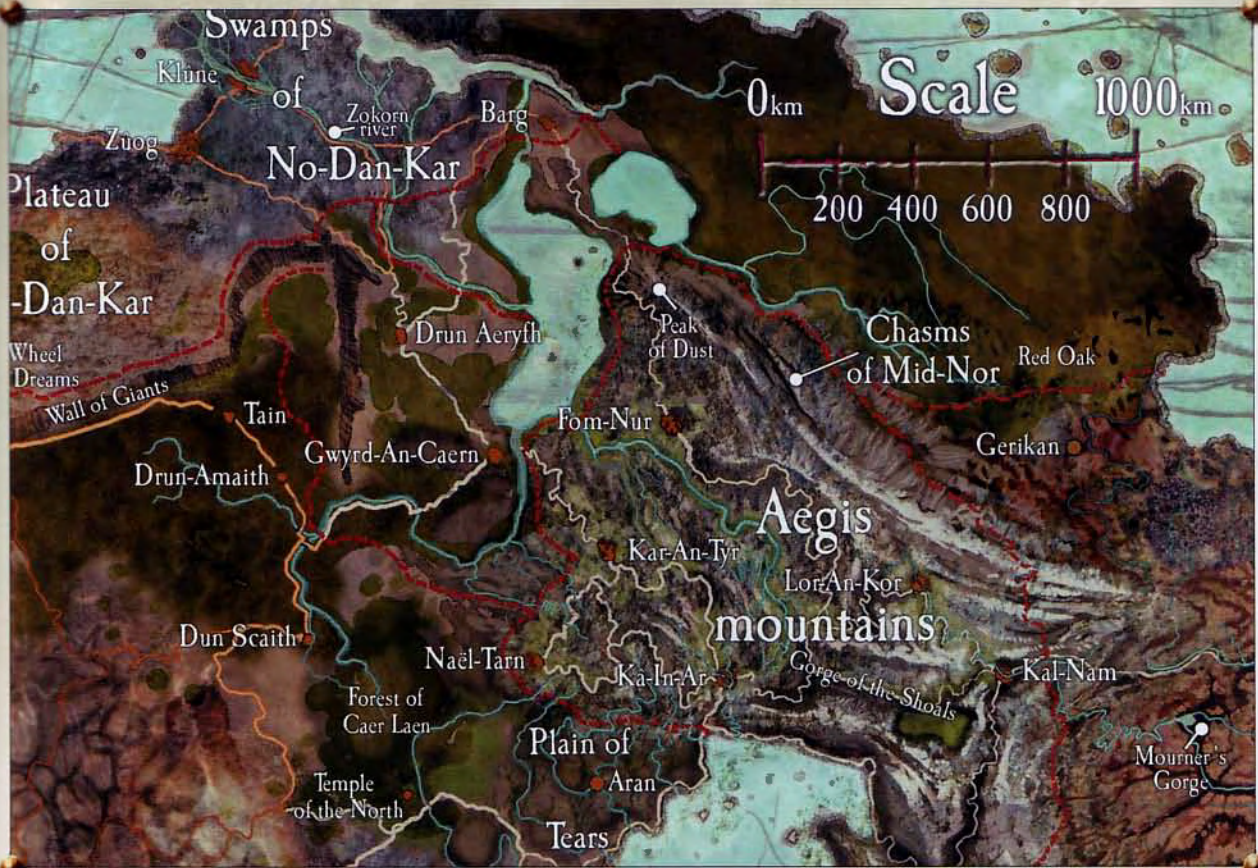 Swamps
of
No-Dan-Kar
Klùne
Zokorn
river
Zùog
Barg
0km
Scale
1000km
200 400 600 800
Plateau
of
-Dan-Kar
Wheel
Dreams
Wall of Giants
Drun Aeryfh
Peak
of Dust
Chasms
of Mid-Nor
Red Oak
Tain
Fom-Nur
Gwyrd-An-Caern
Gerikan
Drun-Amaith
Aegis
mountains
Kar-An-Tyr
Lor-An-Kor
Dun Scaith
Naël-Tarn
Kâ-In-Ar
Gorge of the Shoals
Kal-Nam
Forest of
Caer Laen
Plain of
Tears
Aran
Mourner's
Gorge
Temple
of the North